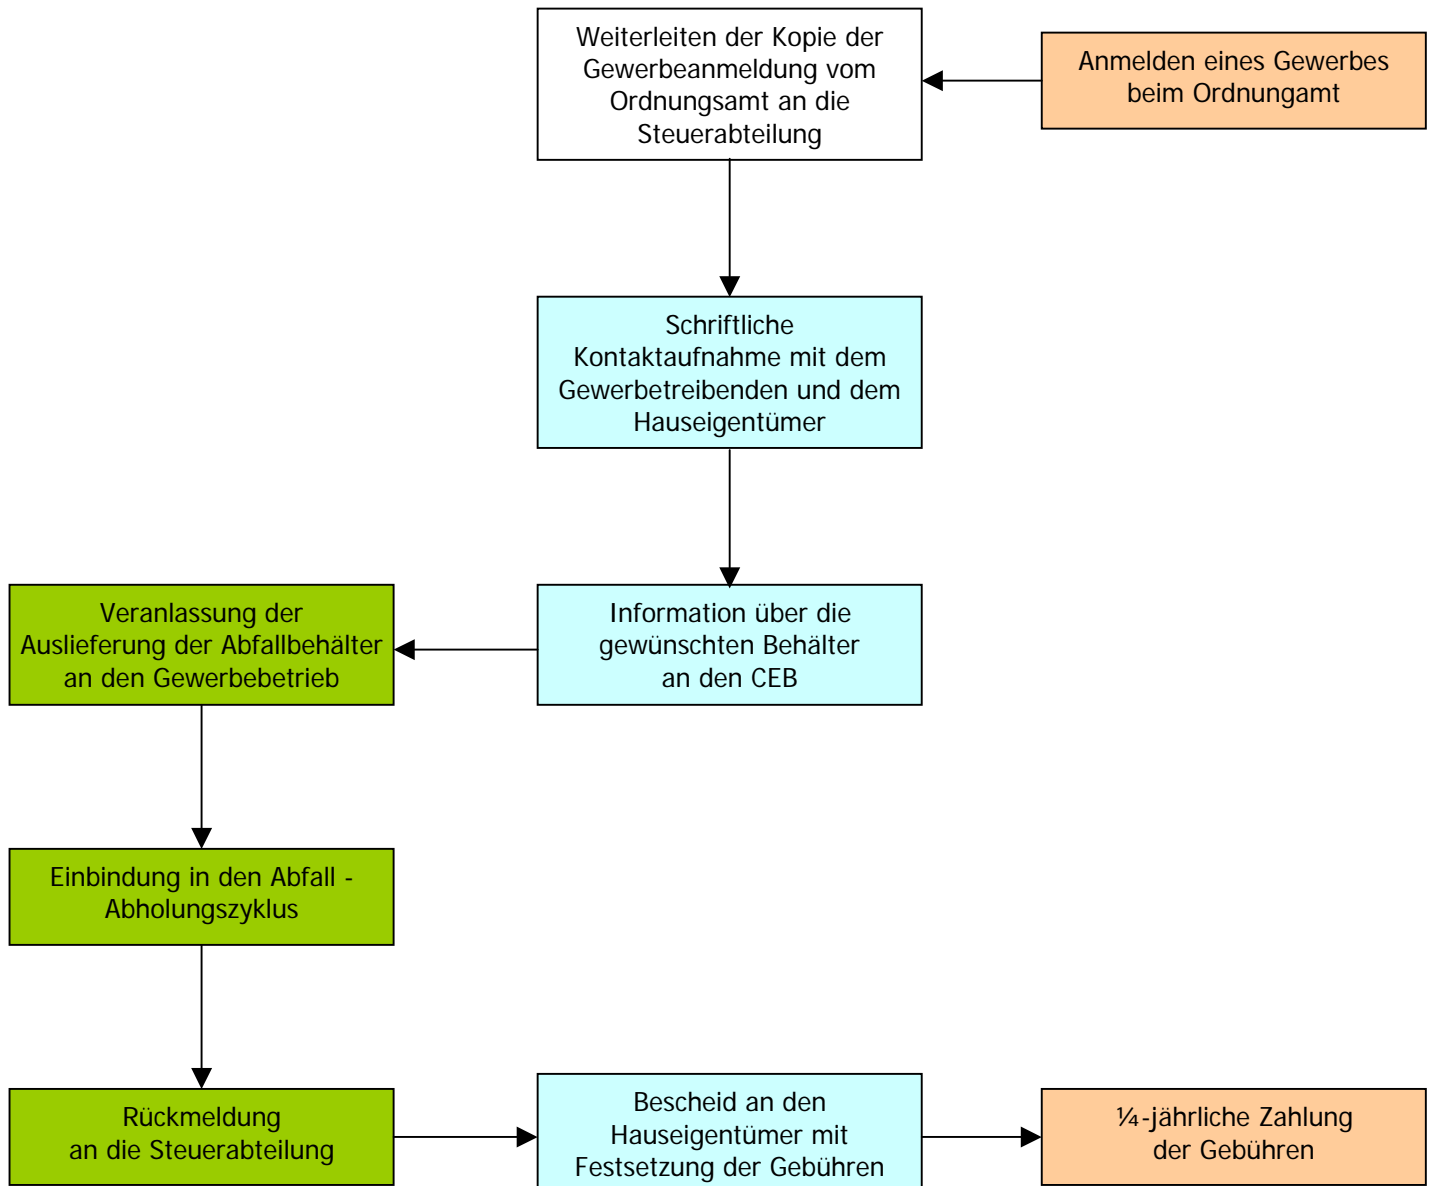 Weiterleiten der Kopie der
Gewerbeanmeldung vom
Ordnungsamt an die
Steuerabteilung
Anmelden eines Gewerbes
beim Ordnungamt
Schriftliche
Kontaktaufnahme mit dem
Gewerbetreibenden und dem
Hauseigentümer
Veranlassung der
Auslieferung der Abfallbehälter
an den Gewerbebetrieb
Information über die
gewünschten Behälter
an den CEB
Einbindung in den Abfall -
Abholungszyklus
Rückmeldung
an die Steuerabteilung
Bescheid an den
Hauseigentümer mit
Festsetzung der Gebühren
¼-jährliche Zahlung
der Gebühren